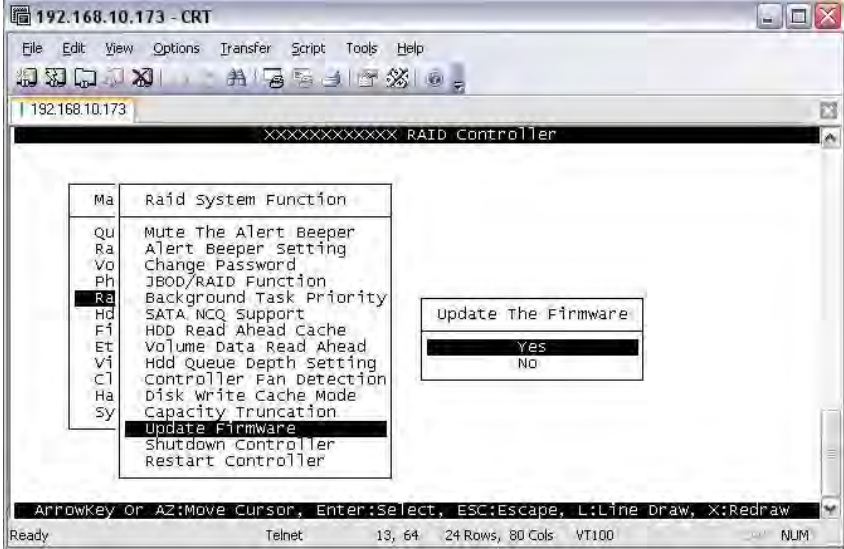 192.168.10.173 - CRT
File Edit View Options Transfer Script Tools Help
192.168.10.173
XXXXXXXXXXXX RAID Controller
Ma
Qu
Ra
Vo
Ph
Ra
Hd
Fi
Et
Vi
Cl
Ha
Sy
Raid System Function
Mute The Alert Beeper
Alert Beeper Setting
Change Password
JBOD/RAID Function
Background Task Priority
SATA NCQ Support
HDD Read Ahead Cache
Volume Data Read Ahead
Hdd Queue Depth Setting
Controller Fan Detection
Disk Write Cache Mode
Capacity Truncation
Update Firmware
Shutdown Controller
Restart Controller
Update The Firmware
Yes
No
ArrowKey Or AZ:Move Cursor, Enter:Select, ESC:Escape, L:Line Draw, X:Redraw
Ready Telnet 13, 64 24 Rows, 80 Cols VT100 NUM